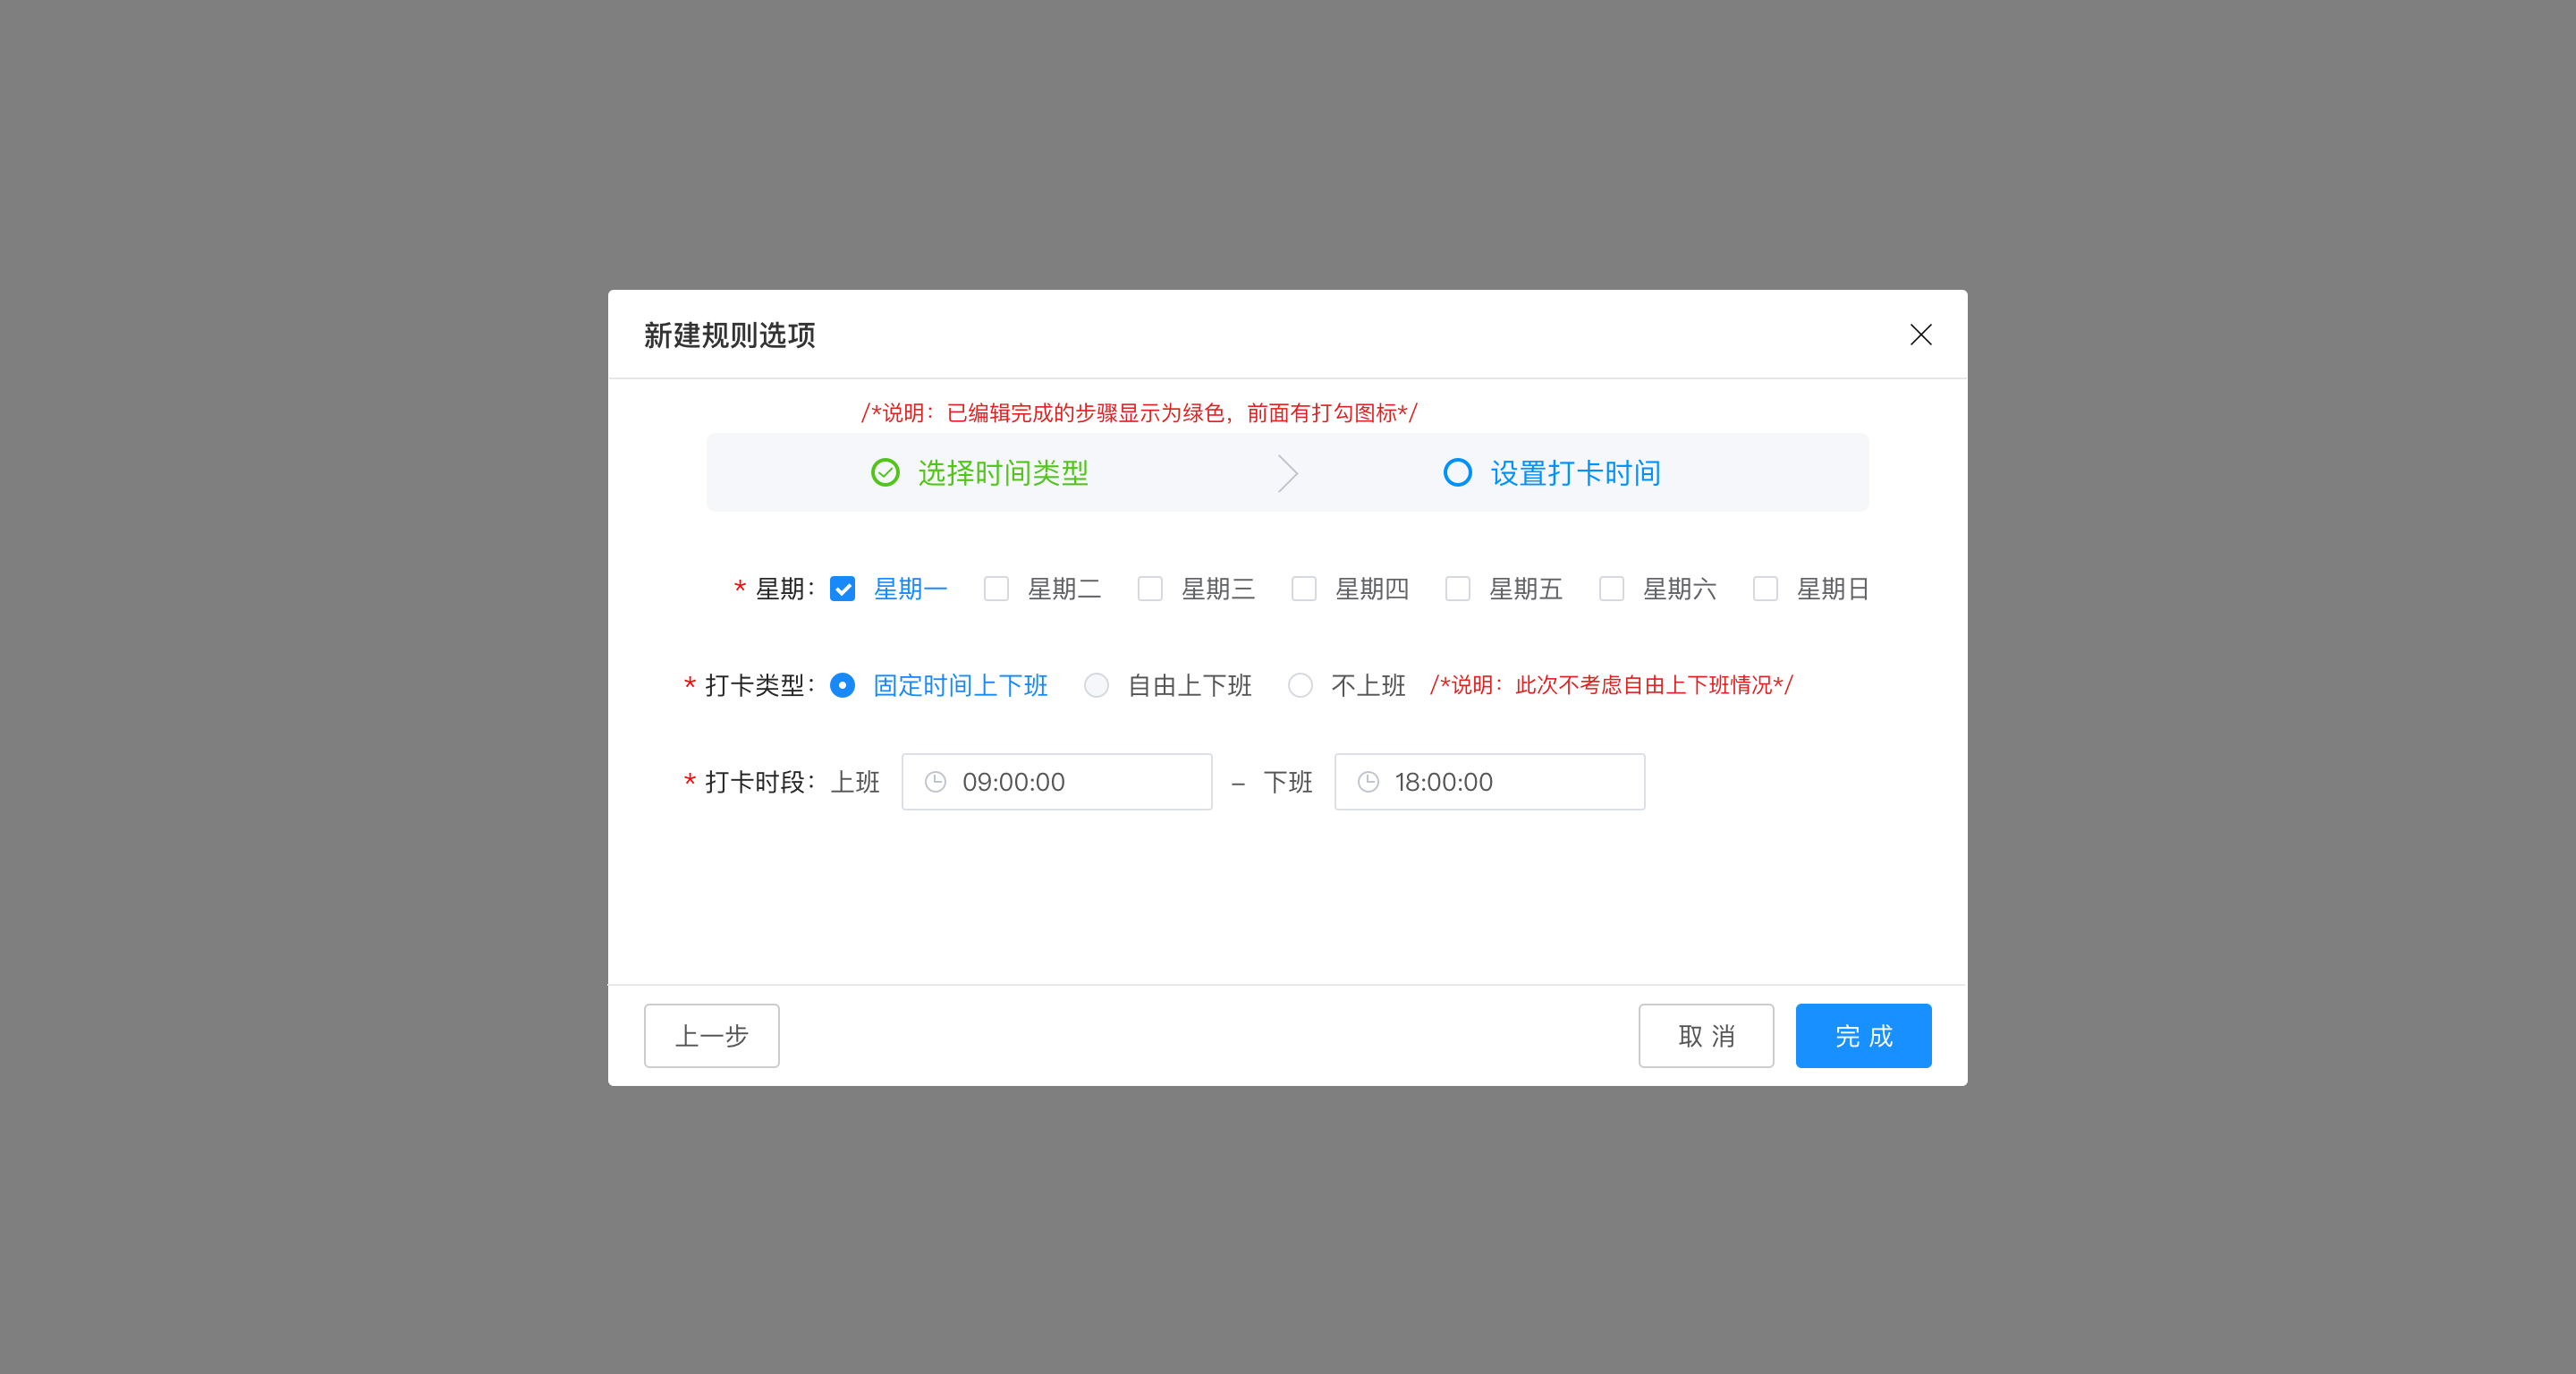 新建规则选项
/*说明：已编辑完成的步骤显示为绿色，前面有打勾图标*/
选择时间类型 设置打卡时间
* 星期： 星期一 星期二 星期三 星期四 星期五 星期六 星期日
* 打卡类型： 固定时间上下班 自由上下班 不上班 /*说明：此次不考虑自由上下班情况*/
* 打卡时段： 上班 09:00:00 – 下班 18:00:00
上一步 取 消 完 成